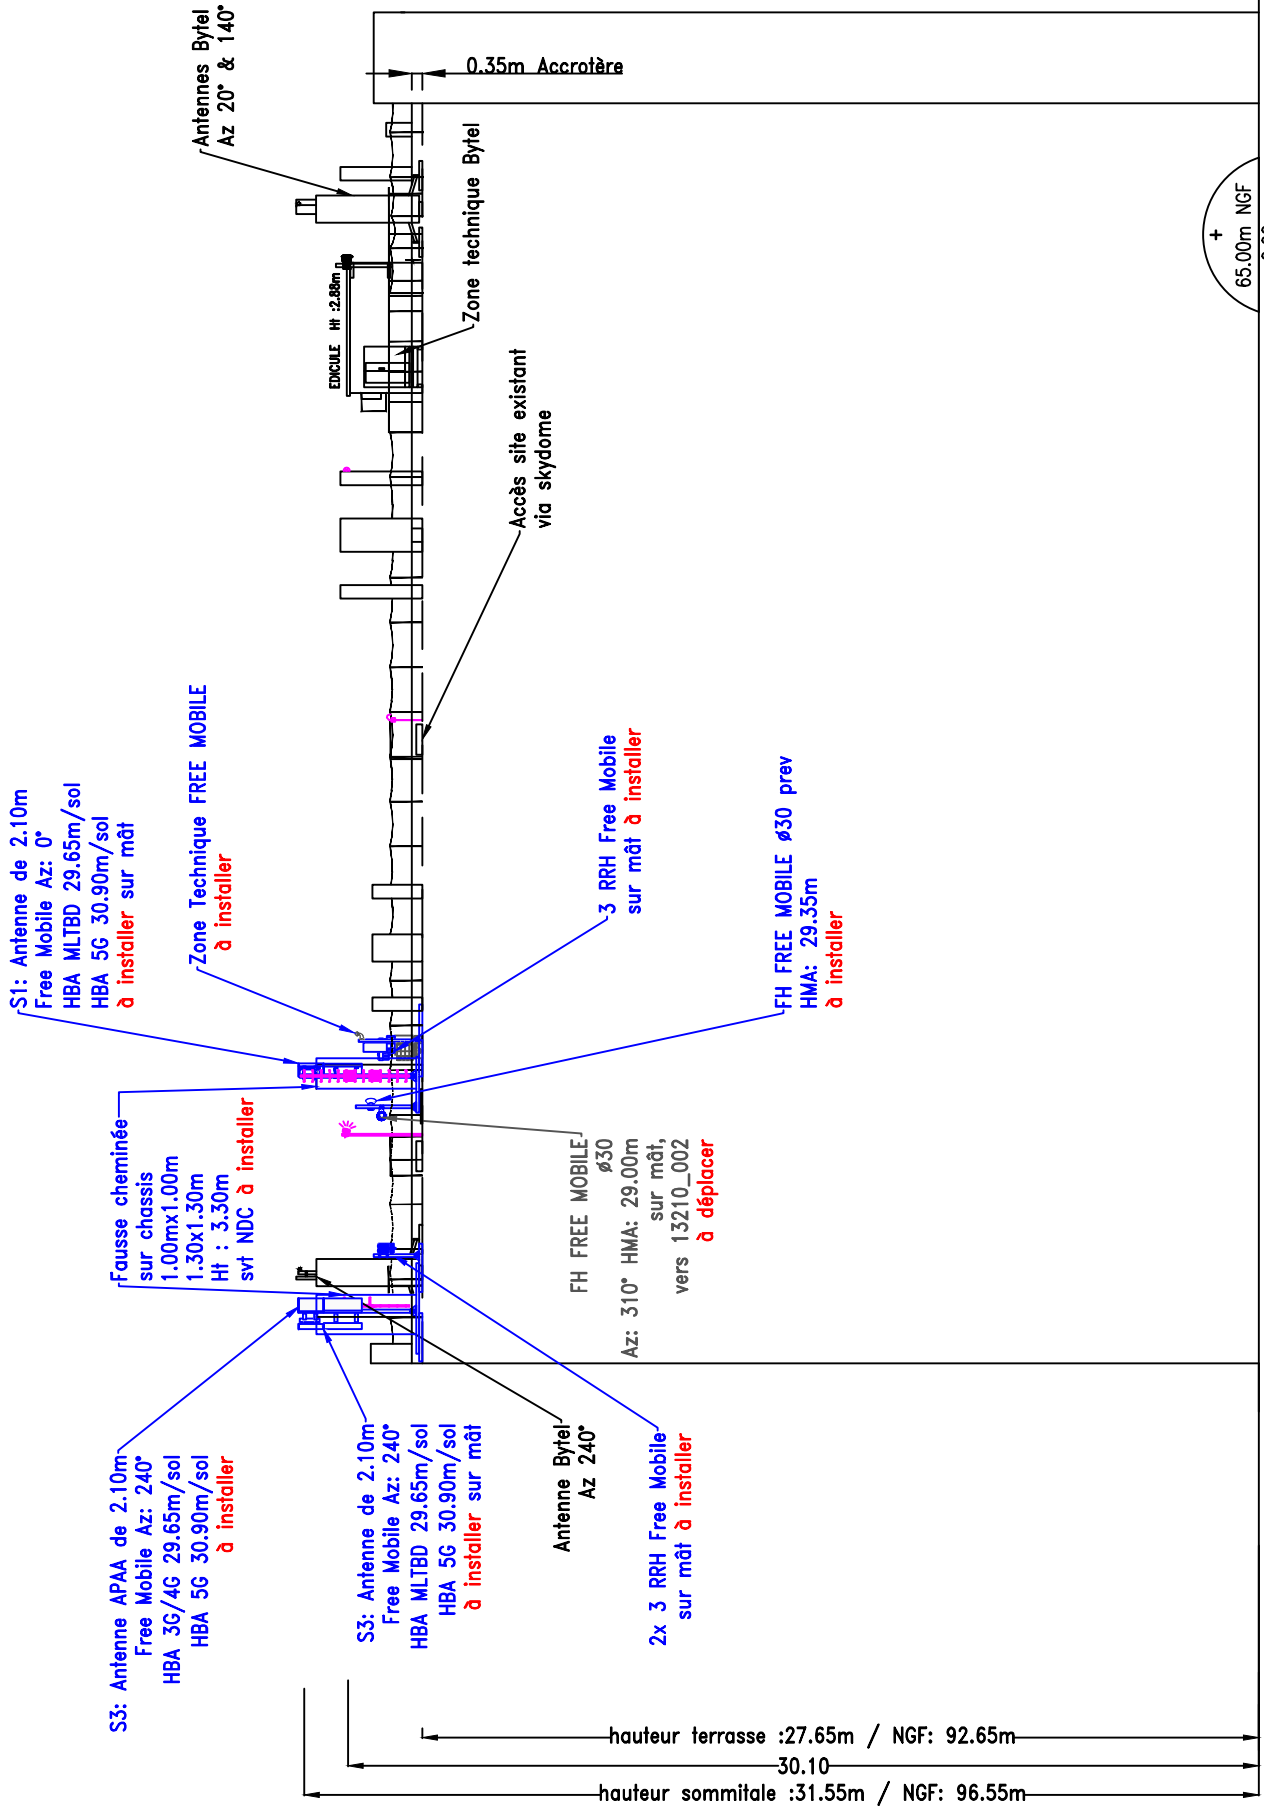 S1: Antenne de 2.10m
Free Mobile Az: 0°
HBA MLTBD 29.65m/sol
HBA 5G 30.90m/sol
à installer sur mât
Zone Technique FREE MOBILE
à installer
Antennes Bytel
Az 20° & 140°
Fausse cheminée
sur chassis
1.00mx1.00m
1.30x1.30m
Ht : 3.30m
svt NDC à installer
S3: Antenne APAA de 2.10m
Free Mobile Az: 240°
HBA 3G/4G 29.65m/sol
HBA 5G 30.90m/sol
à installer
EDICULE Ht :2.88m
0.35m Accrotère
S3: Antenne de 2.10m
Free Mobile Az: 240°
HBA MLTBD 29.65m/sol
HBA 5G 30.90m/sol
à installer sur mât
Zone technique Bytel
Accès site existant
via skydome
Antenne Bytel
Az 240°
FH FREE MOBILE
ø30
Az: 310° HMA: 29.00m
sur mât,
vers 13210_002
à déplacer
3 RRH Free Mobile
sur mât à installer
2x 3 RRH Free Mobile
sur mât à installer
FH FREE MOBILE ø30 prev
HMA: 29.35m
à installer
hauteur terrasse :27.65m / NGF: 92.65m
30.10
hauteur sommitale :31.55m / NGF: 96.55m
+
65.00m NGF